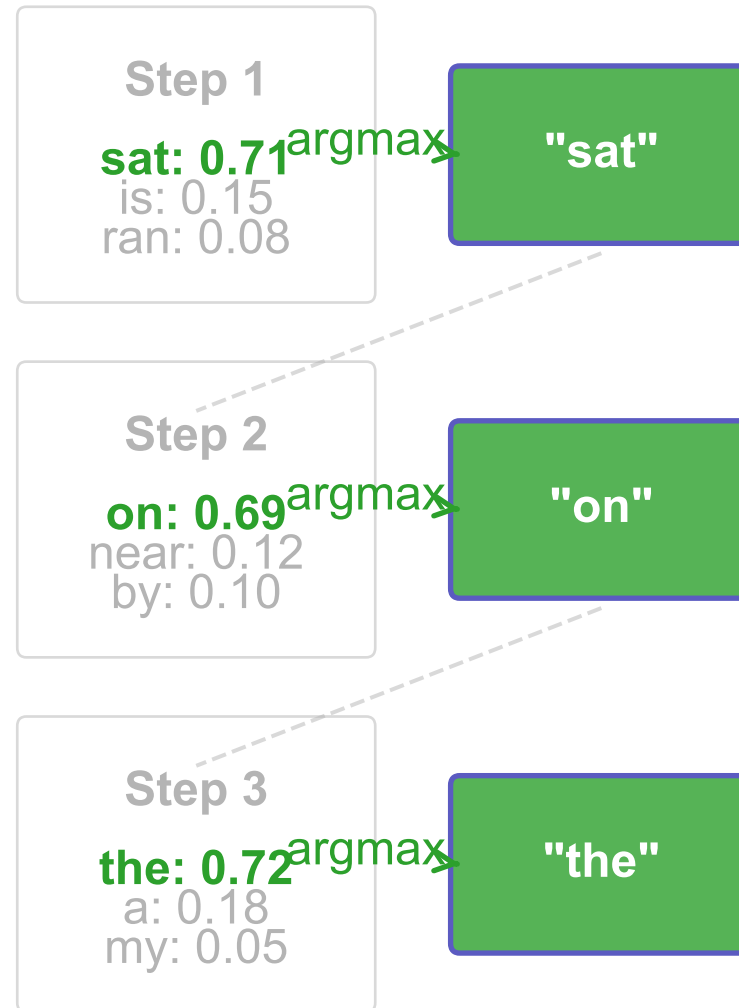 Step 1
sat: 0.71
is: 0.15
ran: 0.08
argmax
"sat"
Step 2
on: 0.69
near: 0.12
by: 0.10
argmax
"on"
Step 3
the: 0.72
a: 0.18
my: 0.05
argmax
"the"